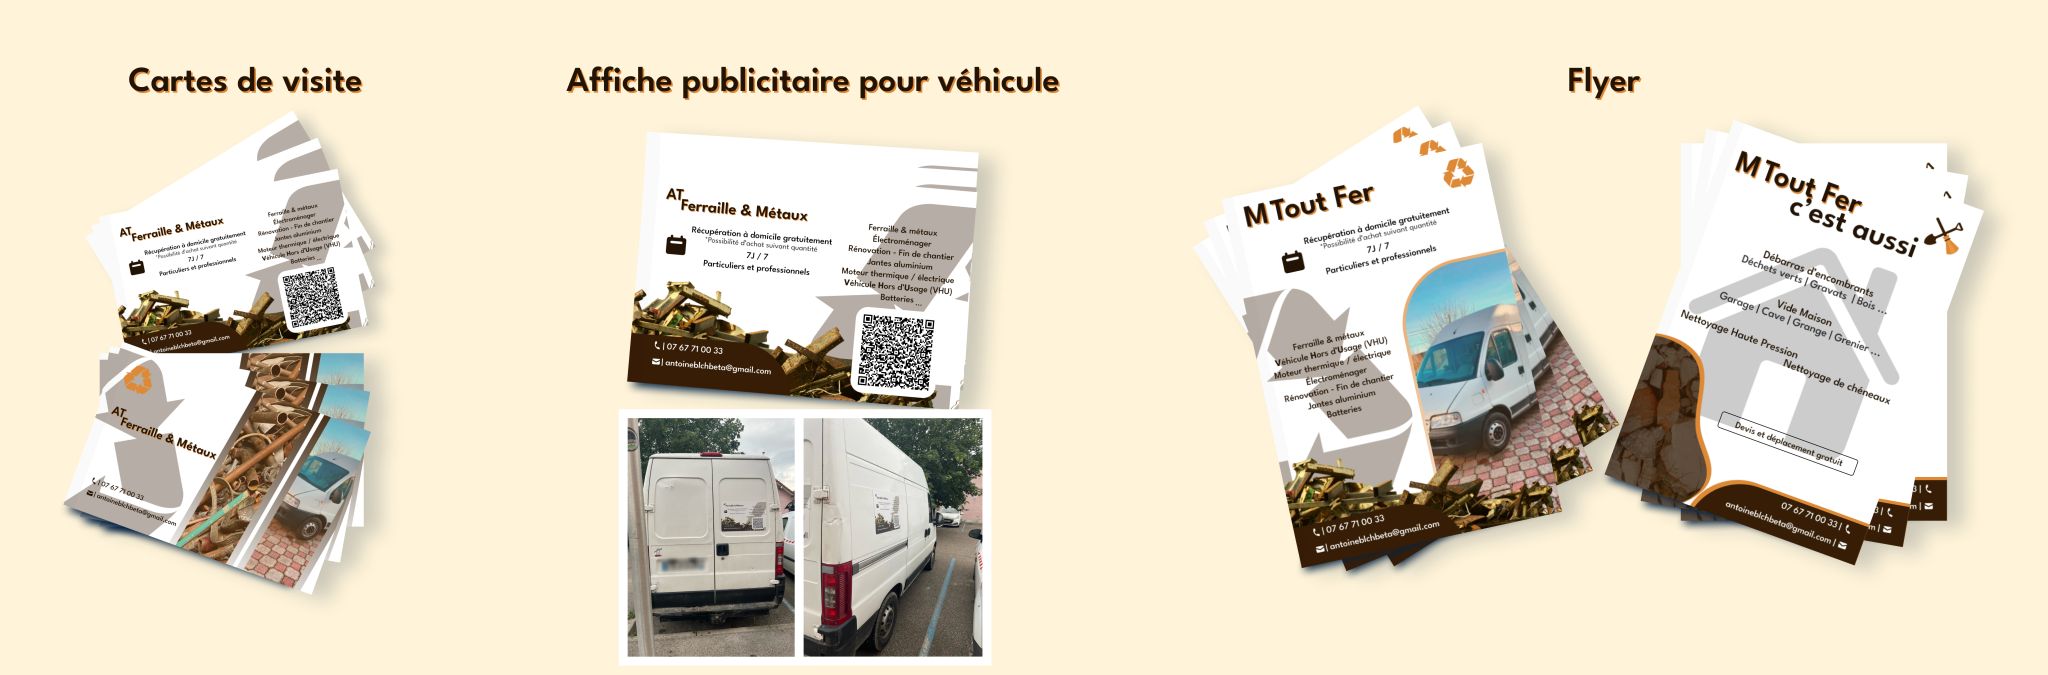 Cartes de visite
AT
Ferraille & Métaux
Récupération à domicile gratuitement
*Possibilité d'achat suivant quantité
7J / 7
Particuliers et professionnels
Ferraille & métaux
Électroménager
Rénovation - Fin de chantier
Jantes aluminium
Moteur thermique / électrique
Véhicule Hors d'Usage (VHU)
Batteries ...
| 07 67 71 00 33
| antoineblchbeta@gmail.com
AT
Ferraille & Métaux
| 07 67 71 00 33
| antoineblchbeta@gmail.com
Affiche publicitaire pour véhicule
AT
Ferraille & Métaux
Récupération à domicile gratuitement
*Possibilité d'achat suivant quantité
7J / 7
Particuliers et professionnels
Ferraille & métaux
Électroménager
Rénovation - Fin de chantier
Jantes aluminium
Moteur thermique / électrique
Véhicule Hors d'Usage (VHU)
Batteries ...
| 07 67 71 00 33
| antoineblchbeta@gmail.com
Flyer
M Tout Fer
Récupération à domicile gratuitement
*Possibilité d'achat suivant quantité
7J / 7
Particuliers et professionnels
Ferraille & métaux
Véhicule Hors d'Usage (VHU)
Moteur thermique / électrique
Électroménager
Rénovation - Fin de chantier
Jantes aluminium
Batteries
| 07 67 71 00 33
| antoineblchbeta@gmail.com
M Tout Fer
c'est aussi
Débarras d'encombrants
Déchets verts | Gravats | Bois ...
Vide Maison
Garage | Cave | Grange | Grenier ...
Nettoyage Haute Pression
Nettoyage de chéneaux
Devis et déplacement gratuit
07 67 71 00 33 |
antoineblchbeta@gmail.com |